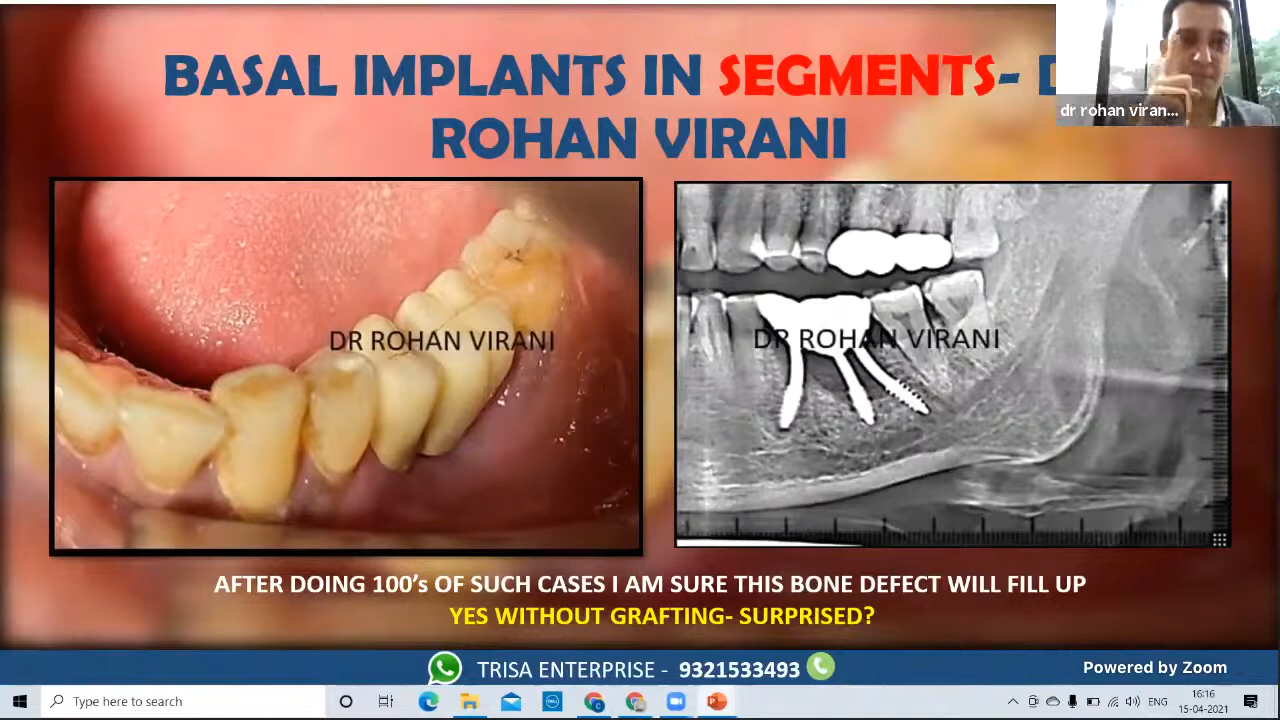 BASAL IMPLANTS IN SEGMENTS-
ROHAN VIRANI
dr rohan viran...
DR ROHAN VIRANI
DR ROHAN VIRANI
AFTER DOING 100’s OF SUCH CASES I AM SURE THIS BONE DEFECT WILL FILL UP
YES WITHOUT GRAFTING- SURPRISED?
TRISA ENTERPRISE - 9321533493
Powered by Zoom
Type here to search
ENG
16:16
15-04-2021